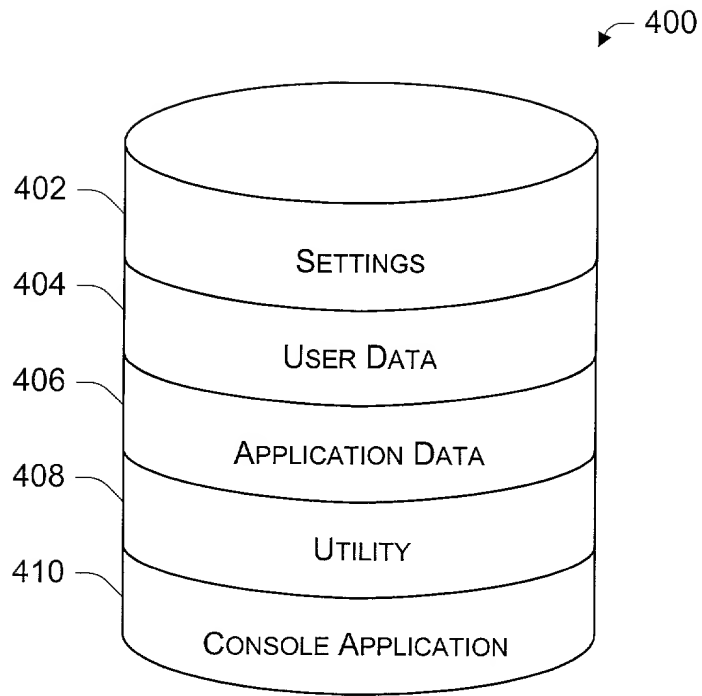 400
402
SETTINGS
404
USER DATA
406
APPLICATION DATA
408
UTILITY
410
CONSOLE APPLICATION